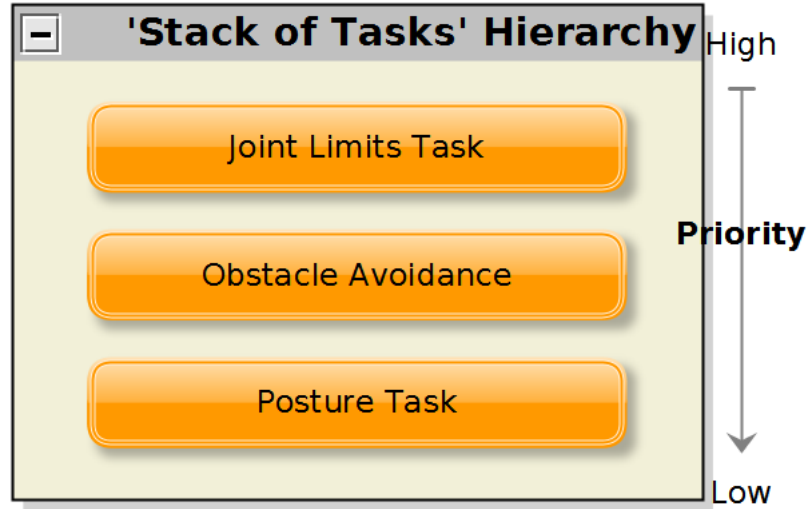 'Stack of Tasks' Hierarchy
High
Joint Limits Task
Priority
Obstacle Avoidance
Posture Task
Low